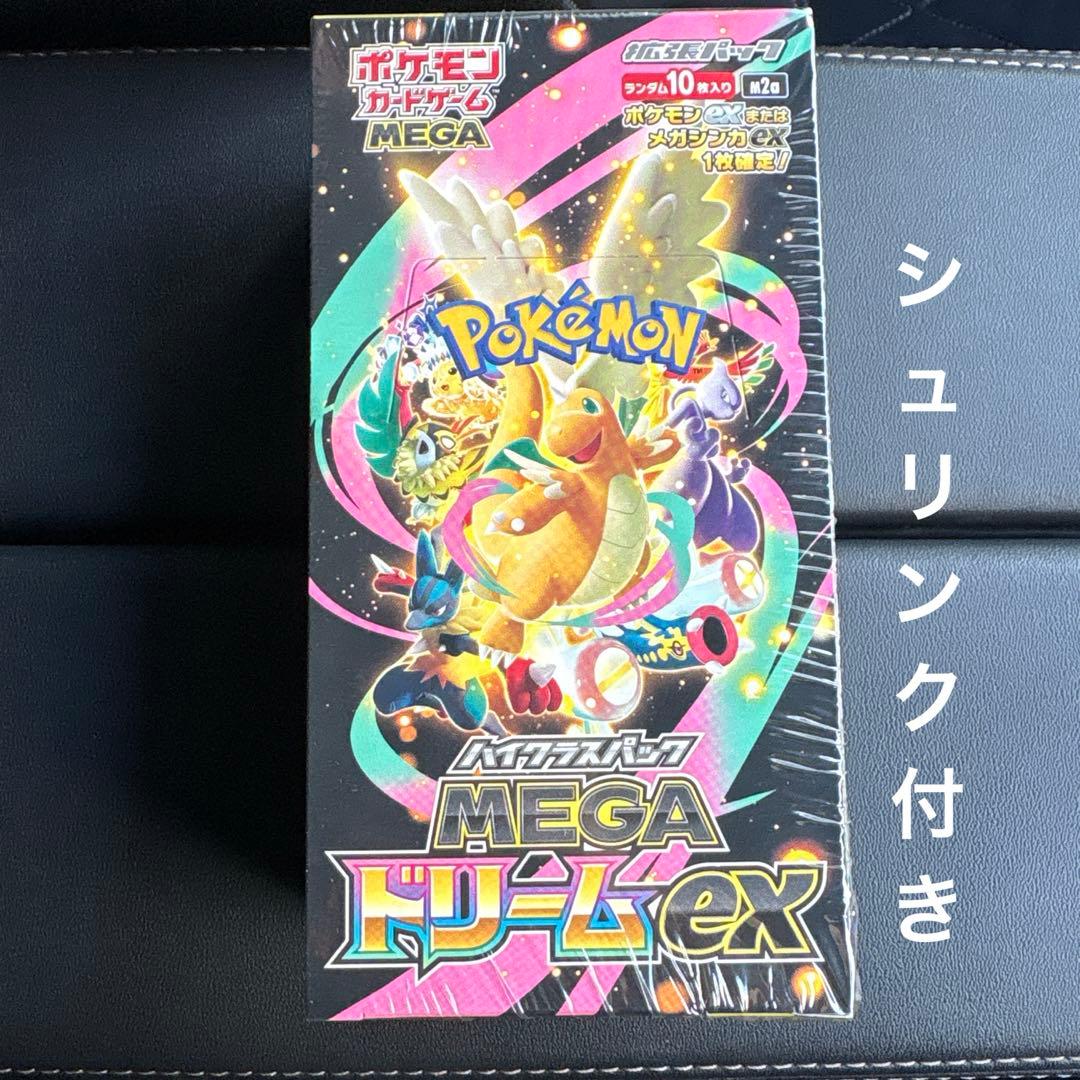 ポケモン
カードゲーム
MEGA
拡張パック
ランダム10枚入り M2a
ポケモンexまたは
メガシンカex
1枚確定!
POKéMON
TM
ハイクラスパック
MEGA
ドリームex
シュリンク付き